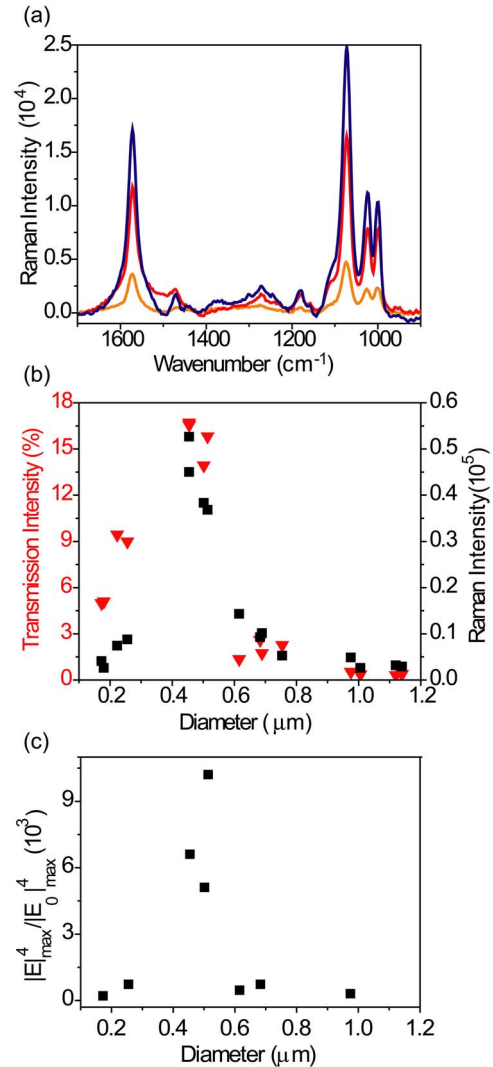 (a)
Raman Intensity (10⁴)
2.5
2.0
1.5
1.0
0.5
0.0
1600 1400 1200 1000
Wavenumber (cm⁻¹)
(b)
Transmission Intensity (%)
18
15
12
9
6
3
0
0.6
0.5
0.4
0.3
0.2
0.1
0.0
Raman Intensity(10⁵)
0.2 0.4 0.6 0.8 1.0 1.2
Diameter ( μm)
(c)
|E|⁴max/|E₀|⁴max (10³)
9
6
3
0
0.2 0.4 0.6 0.8 1.0 1.2
Diameter (μm)